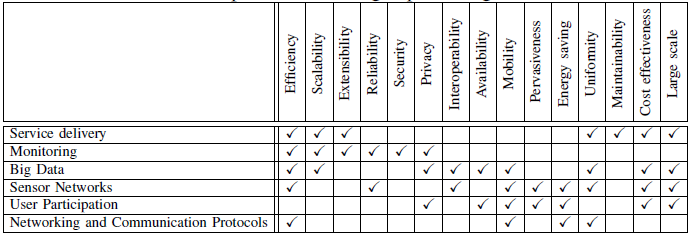 Efficiency Scalability Extensibility Reliability Security Privacy Interoperability Availability Mobility Pervasiveness Energy saving Uniformity Maintainability Cost effectiveness Large scale
Service delivery ✓ ✓ ✓ ✓ ✓ ✓ ✓
Monitoring ✓ ✓ ✓ ✓ ✓ ✓
Big Data ✓ ✓ ✓ ✓ ✓ ✓ ✓ ✓ ✓
Sensor Networks ✓ ✓ ✓ ✓ ✓ ✓ ✓ ✓ ✓
User Participation ✓ ✓ ✓ ✓ ✓ ✓ ✓
Networking and Communication Protocols ✓ ✓ ✓ ✓